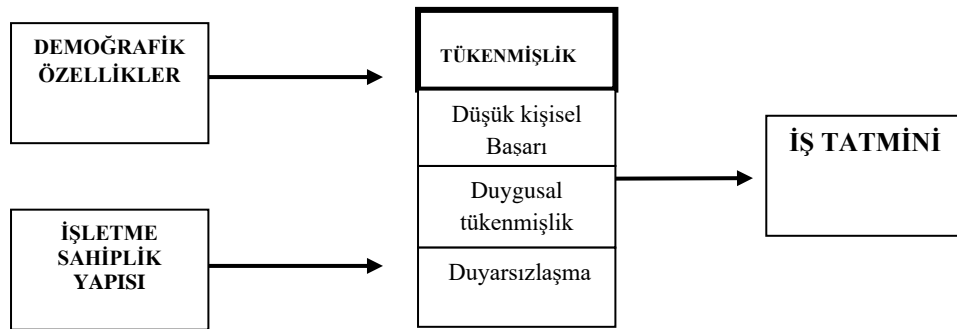 DEMOĞRAFİK
ÖZELLİKLER
İŞLETME
SAHİPLİK
YAPISI
TÜKENMİŞLİK
Düşük kişisel
Başarı
Duygusal
tükenmişlik
Duyarsızlaşma
İŞ TATMİNİ